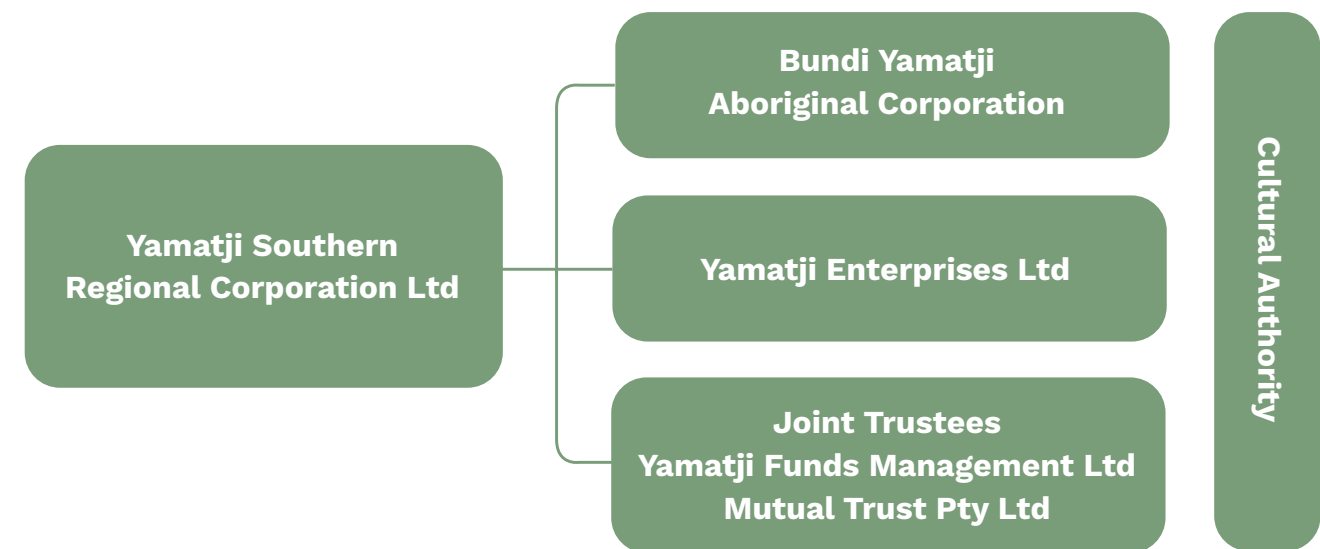 Yamatji Southern
Regional Corporation Ltd
Bundi Yamatji
Aboriginal Corporation
Yamatji Enterprises Ltd
Joint Trustees
Yamatji Funds Management Ltd
Mutual Trust Pty Ltd
Cultural Authority